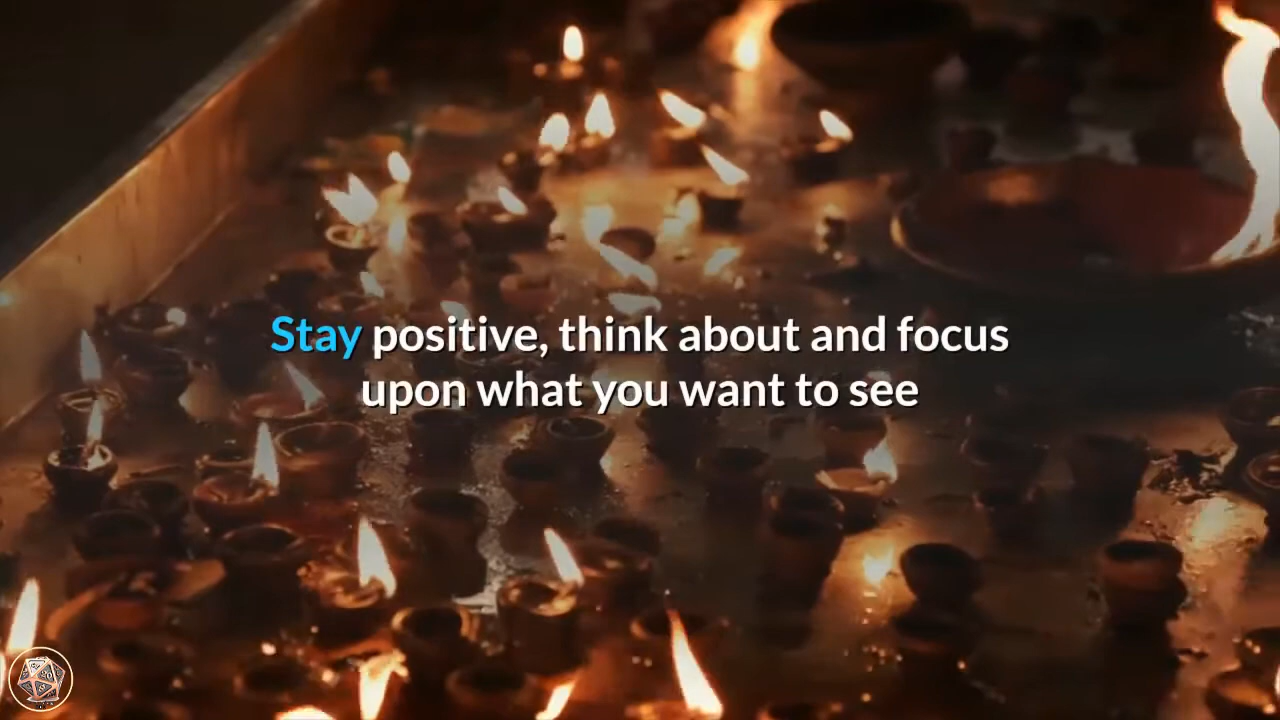 Stay positive, think about and focus
upon what you want to see